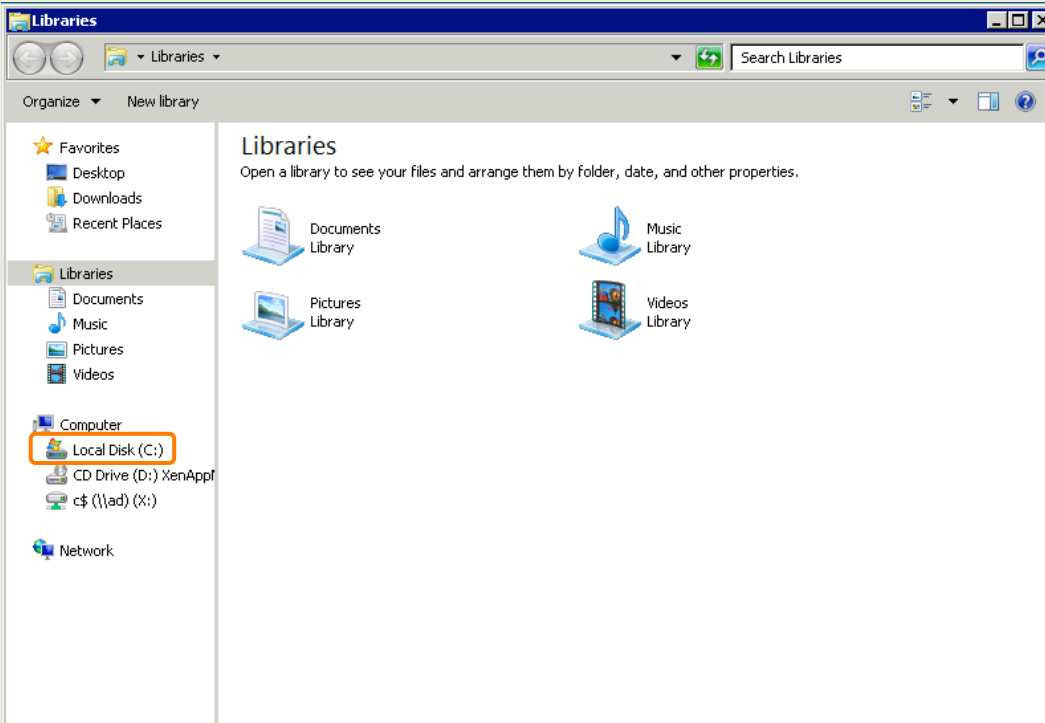 Libraries
Libraries
Search Libraries
Organize
New library
Favorites
Desktop
Downloads
Recent Places
Libraries
Documents
Music
Pictures
Videos
Computer
Local Disk (C:)
CD Drive (D:)
c$ (\\ad) (X:)
Network
Libraries
Open a library to see your files and arrange them by folder, date, and other properties.
Documents
Library
Music
Library
Pictures
Library
Videos
Library